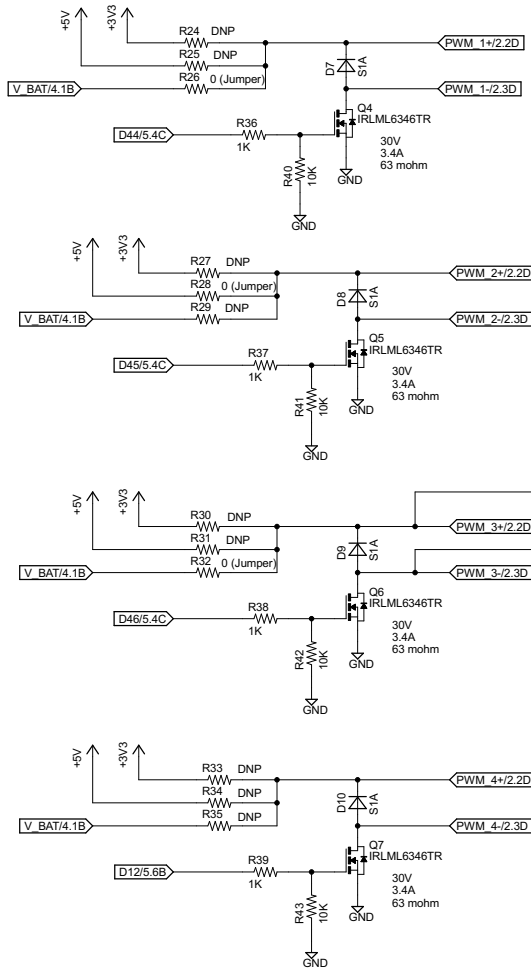 +5V
+3V3
R24 DNP
R25 DNP
R26 0 (Jumper)
V_BAT/4.1B
PWM_1+/2.2D
D7 S1A
PWM_1-/2.3D
Q4
IRLML6346TR
D44/5.4C
R36
1K
R40 10K
30V
3.4A
63 mohm
GND
GND
+5V
+3V3
R27 DNP
R28 0 (Jumper)
R29 DNP
V_BAT/4.1B
PWM_2+/2.2D
D8 S1A
PWM_2-/2.3D
Q5
IRLML6346TR
D45/5.4C
R37
1K
R41 10K
30V
3.4A
63 mohm
GND
GND
+5V
+3V3
R30 DNP
R31 DNP
R32 0 (Jumper)
V_BAT/4.1B
PWM_3+/2.2D
D9 S1A
PWM_3-/2.3D
Q6
IRLML6346TR
D46/5.4C
R38
1K
R42 10K
30V
3.4A
63 mohm
GND
GND
+5V
+3V3
R33 DNP
R34 DNP
R35 DNP
V_BAT/4.1B
PWM_4+/2.2D
D10 S1A
PWM_4-/2.3D
Q7
IRLML6346TR
D12/5.6B
R39
1K
R43 10K
30V
3.4A
63 mohm
GND
GND